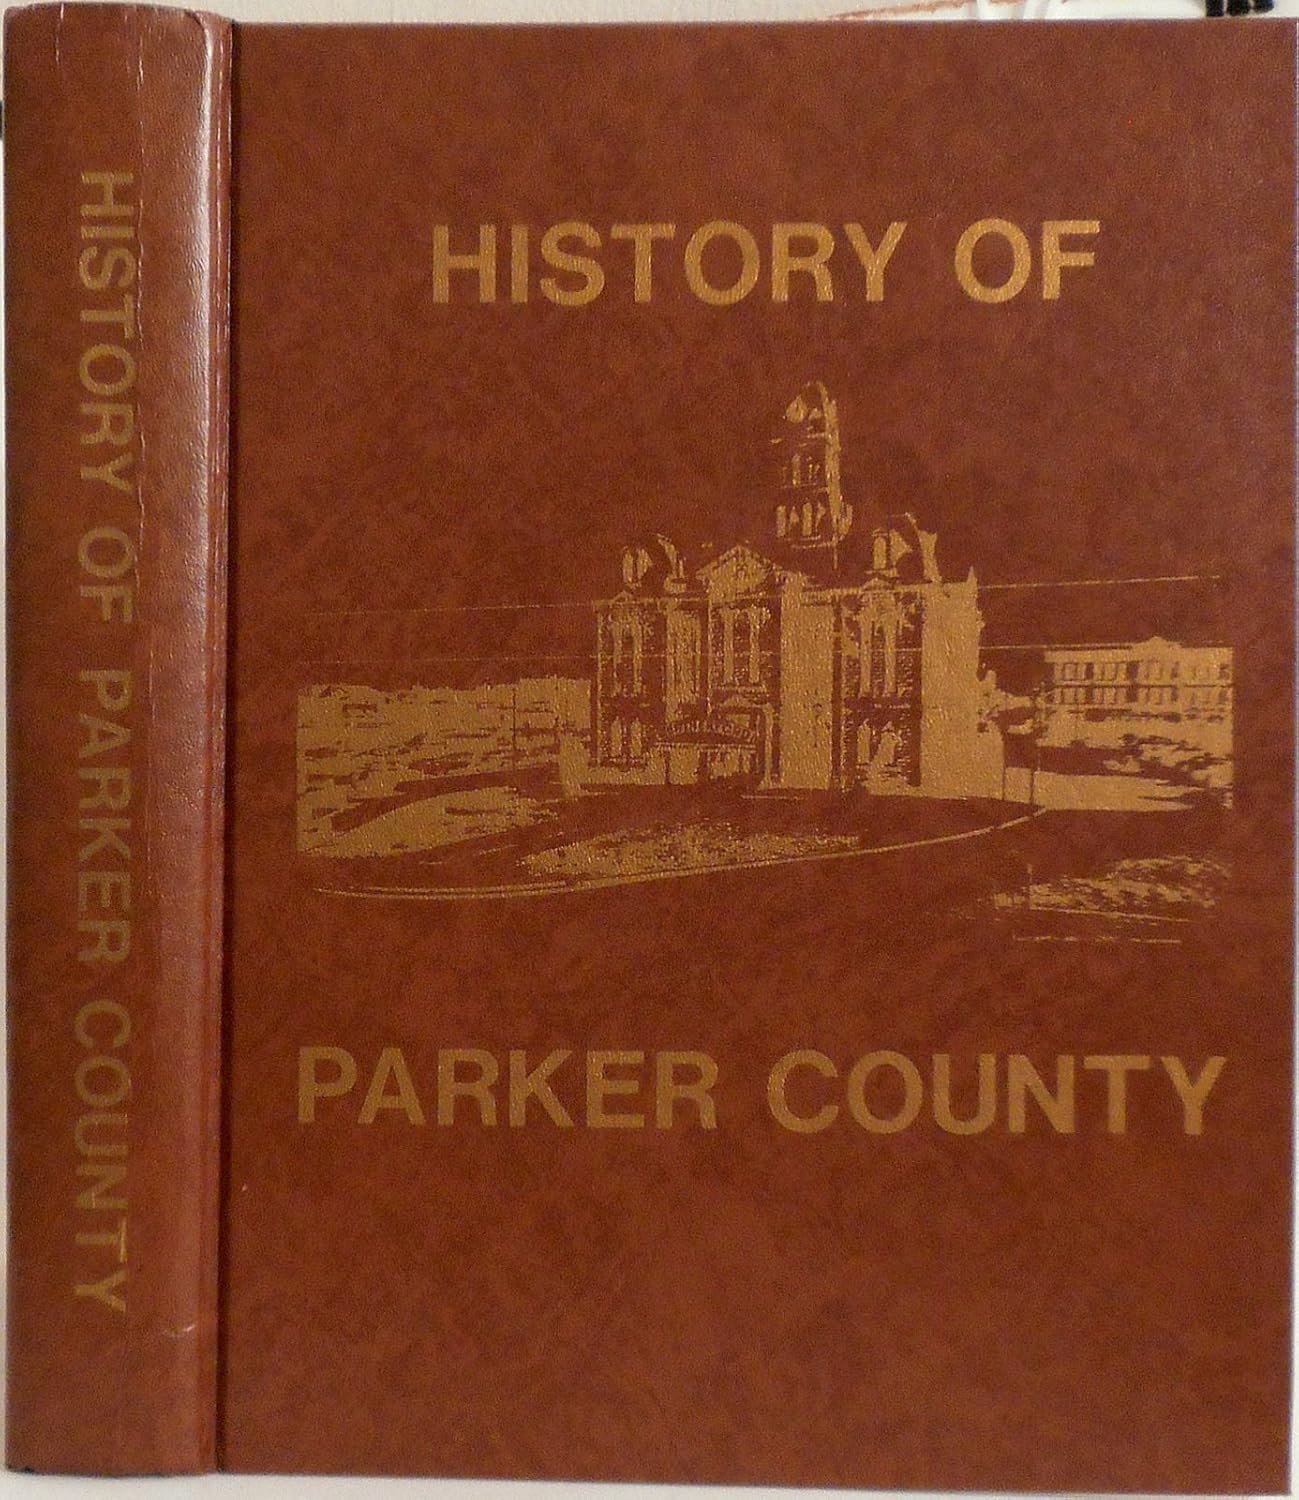 HISTORY OF PARKER COUNTY
HISTORY OF
PARKER COUNTY